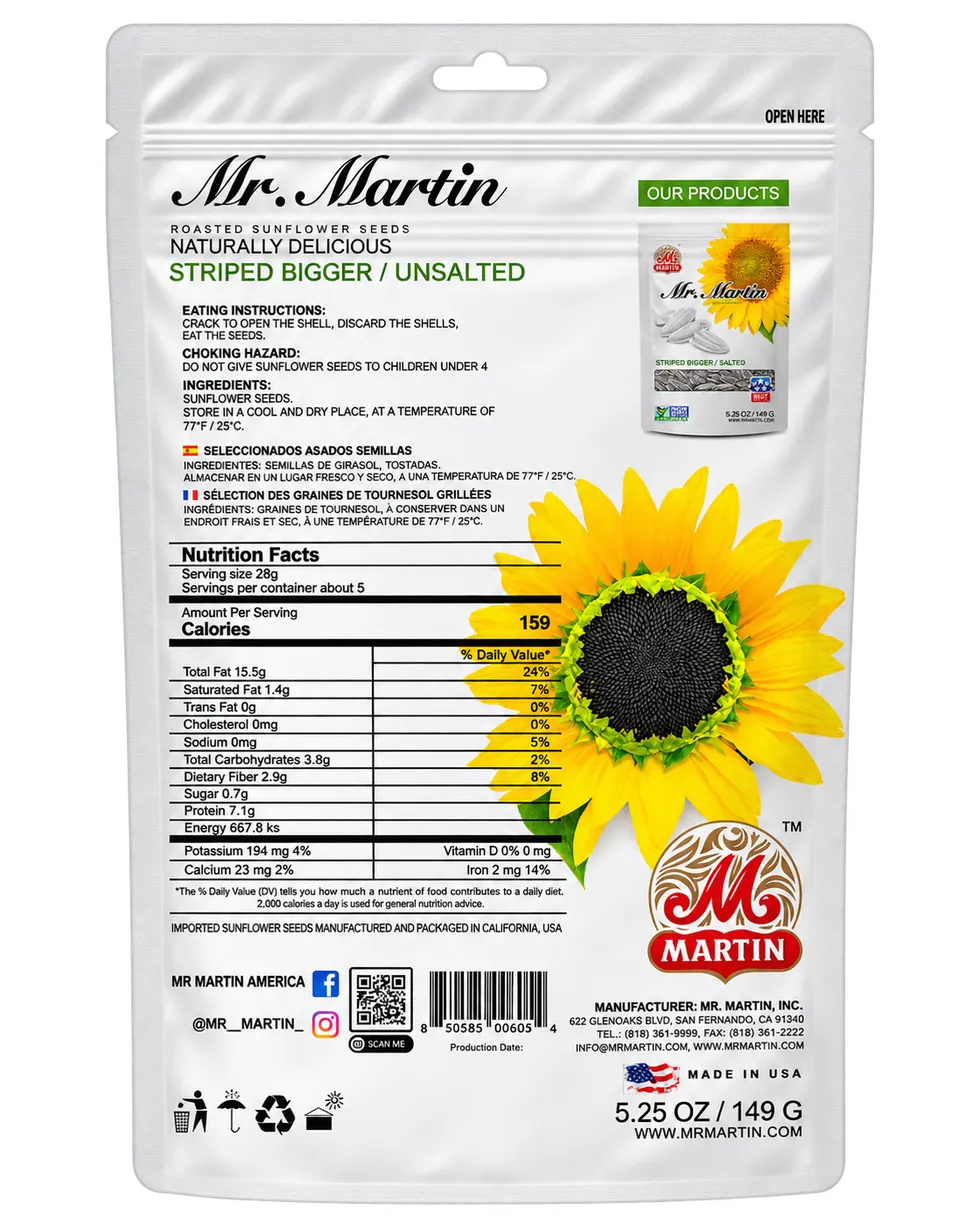 OPEN HERE
Mr. Martin
ROASTED SUNFLOWER SEEDS
NATURALLY DELICIOUS
STRIPED BIGGER / UNSALTED
OUR PRODUCTS
MARTIN
Mr. Martin
STRIPED BIGGER / SALTED
5.25 OZ / 149 G
WWW.MRMARTIN.COM
EATING INSTRUCTIONS:
CRACK TO OPEN THE SHELL, DISCARD THE SHELLS,
EAT THE SEEDS.
CHOKING HAZARD:
DO NOT GIVE SUNFLOWER SEEDS TO CHILDREN UNDER 4
INGREDIENTS:
SUNFLOWER SEEDS.
STORE IN A COOL AND DRY PLACE, AT A TEMPERATURE OF
77°F / 25°C.
SELECCIONADOS ASADOS SEMILLAS
INGREDIENTES: SEMILLAS DE GIRASOL, TOSTADAS.
ALMACENAR EN UN LUGAR FRESCO Y SECO, A UNA TEMPERATURA DE 77°F / 25°C.
SÉLECTION DES GRAINES DE TOURNESOL GRILLÉES
INGRÉDIENTS: GRAINES DE TOURNESOL, À CONSERVER DANS UN
ENDROIT FRAIS ET SEC, À UNE TEMPÉRATURE DE 77°F / 25°C.
Nutrition Facts
Serving size 28g
Servings per container about 5
Amount Per Serving
Calories 159
% Daily Value*
Total Fat 15.5g 24%
Saturated Fat 1.4g 7%
Trans Fat 0g 0%
Cholesterol 0mg 0%
Sodium 0mg 5%
Total Carbohydrates 3.8g 2%
Dietary Fiber 2.9g 8%
Sugar 0.7g
Protein 7.1g
Energy 667.8 ks
Potassium 194 mg 4% Vitamin D 0% 0 mg
Calcium 23 mg 2% Iron 2 mg 14%
*The % Daily Value (DV) tells you how much a nutrient of food contributes to a daily diet.
2,000 calories a day is used for general nutrition advice.
IMPORTED SUNFLOWER SEEDS MANUFACTURED AND PACKAGED IN CALIFORNIA, USA
TM
M
MARTIN
MR MARTIN AMERICA
@MR__MARTIN_
SCAN ME
8 50585 00605 4
Production Date:
MANUFACTURER: MR. MARTIN, INC.
622 GLENOAKS BLVD, SAN FERNANDO, CA 91340
TEL.: (818) 361-9999, FAX: (818) 361-2222
INFO@MRMARTIN.COM, WWW.MRMARTIN.COM
MADE IN USA
5.25 OZ / 149 G
WWW.MRMARTIN.COM